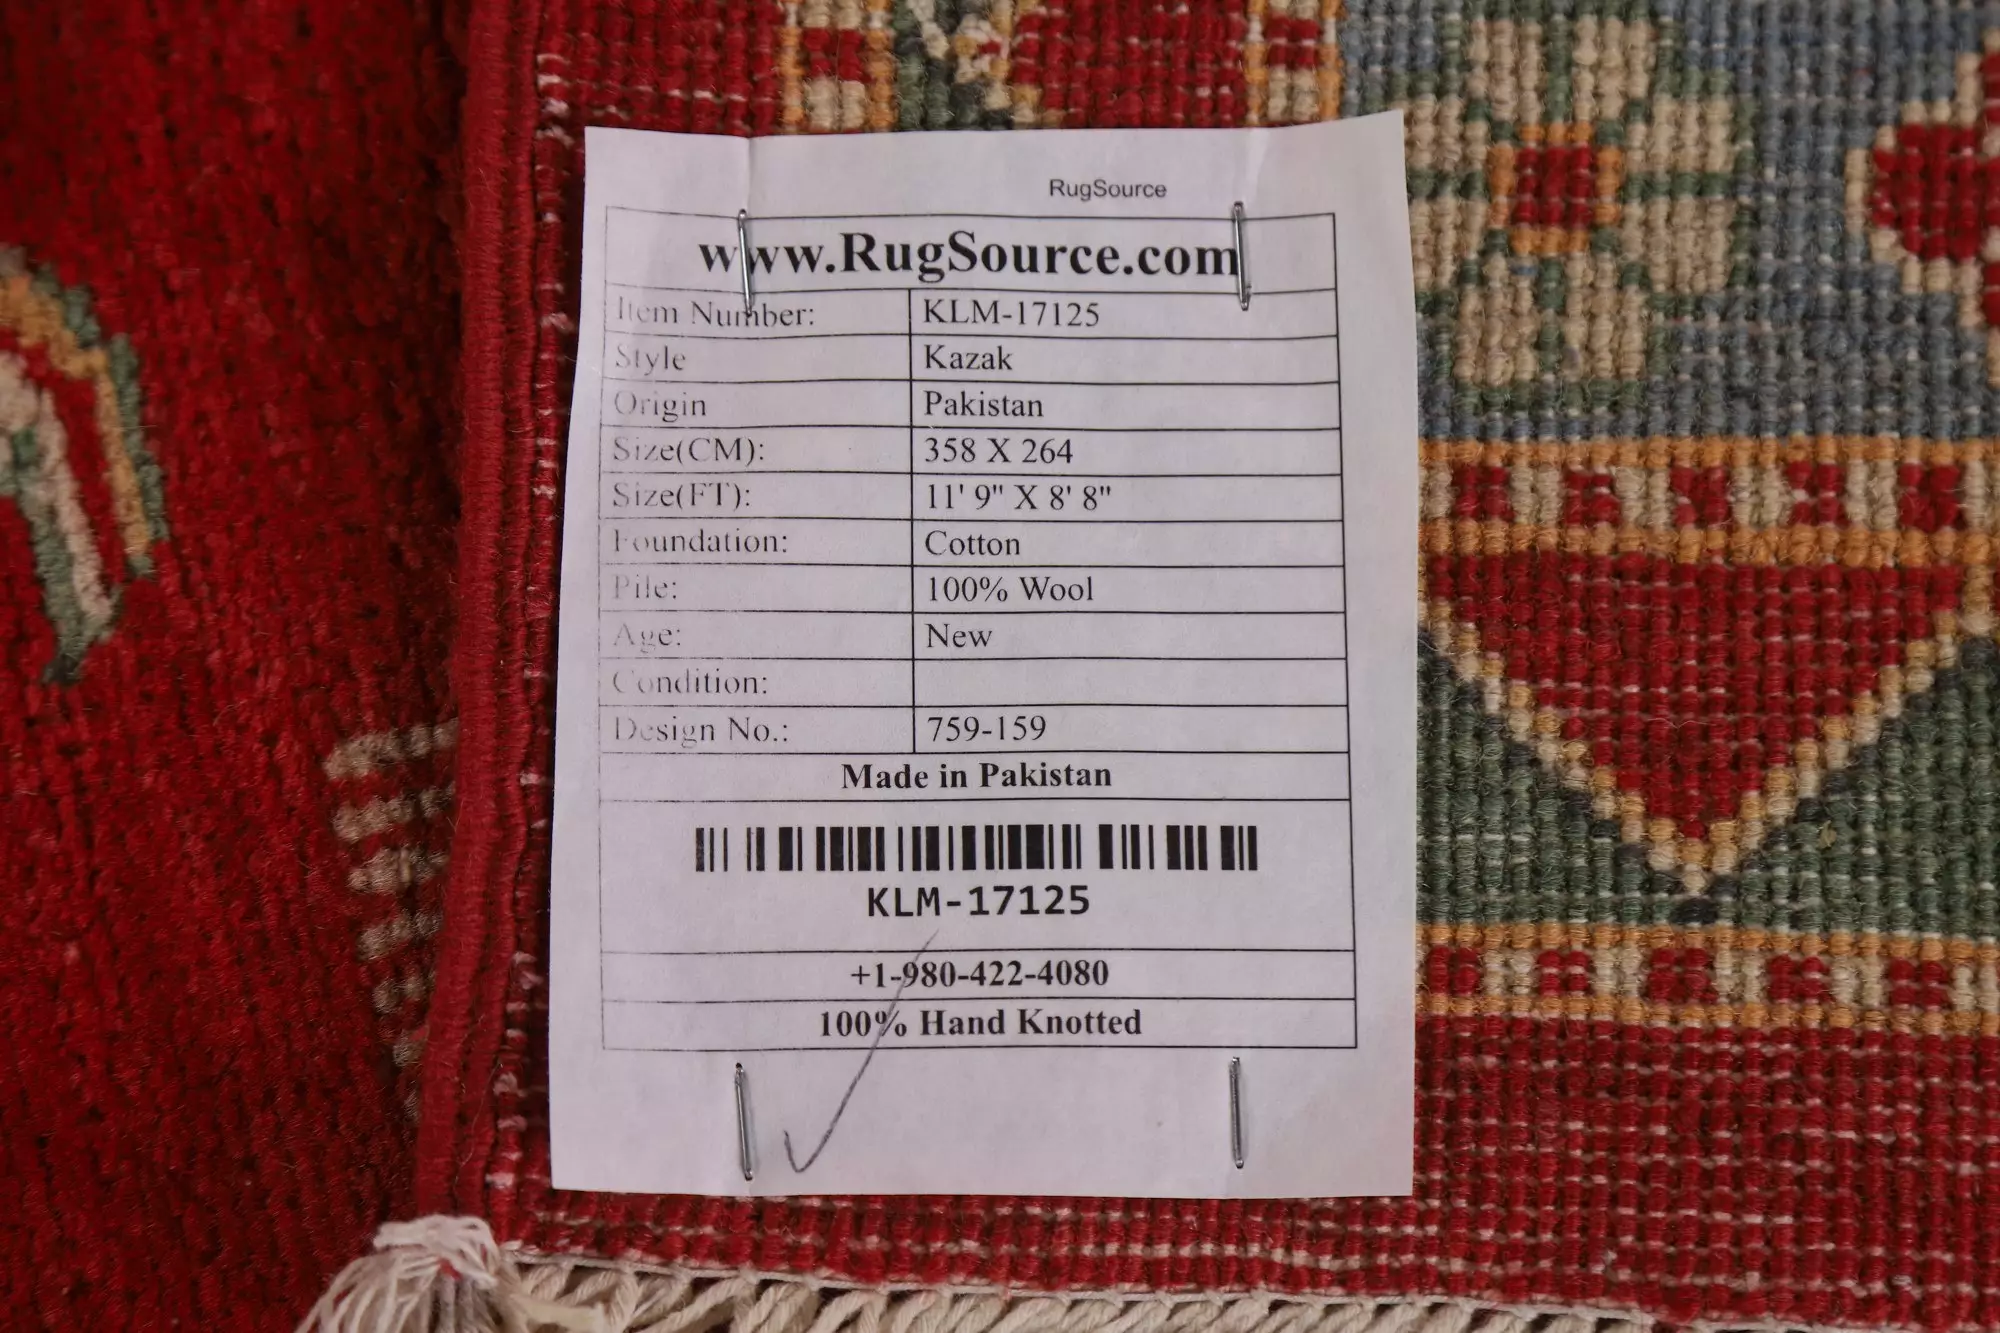 RugSource
www.RugSource.com
Item Number: KLM-17125
Style Kazak
Origin Pakistan
Size(CM): 358 X 264
Size(FT): 11' 9" X 8' 8"
Foundation: Cotton
Pile: 100% Wool
Age: New
Condition:
Design No.: 759-159
Made in Pakistan
KLM-17125
+1-980-422-4080
100% Hand Knotted